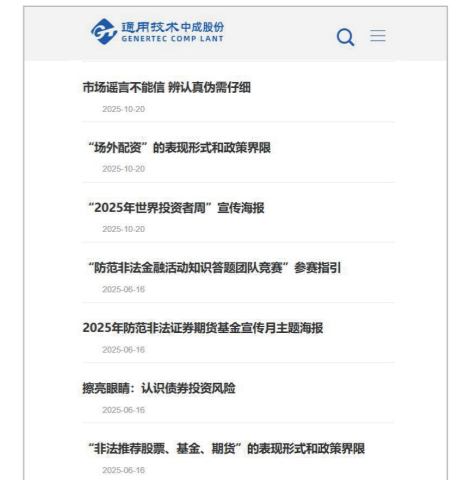 通用技术中成股份
GENERTEC COMPLANT
市场谣言不能信 辨认真伪需仔细
2025-10-20
“场外配资”的表现形式和政策界限
2025-10-20
“2025年世界投资者周”宣传海报
2025-10-20
“防范非法金融活动知识答题团队竞赛”参赛指引
2025-06-16
2025年防范非法证券期货基金宣传月主题海报
2025-06-16
擦亮眼睛：认识债券投资风险
2025-06-16
“非法推荐股票、基金、期货”的表现形式和政策界限
2025-06-16